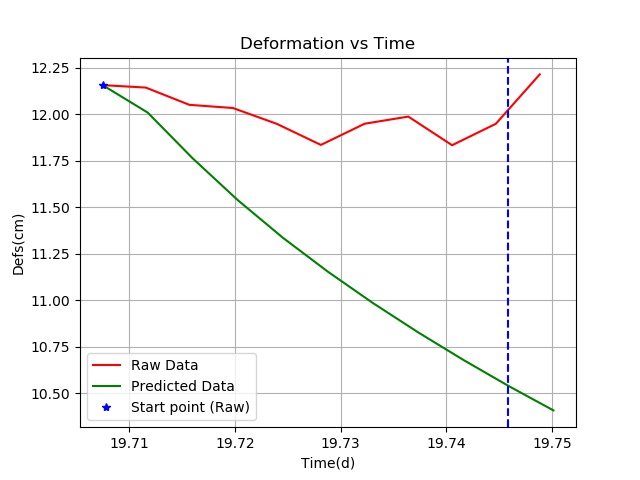 Deformation vs Time
12.25
12.00
11.75
11.50
11.25
11.00
10.75
10.50
Defs(cm)
Raw Data
Predicted Data
Start point (Raw)
19.71 19.72 19.73 19.74 19.75
Time(d)